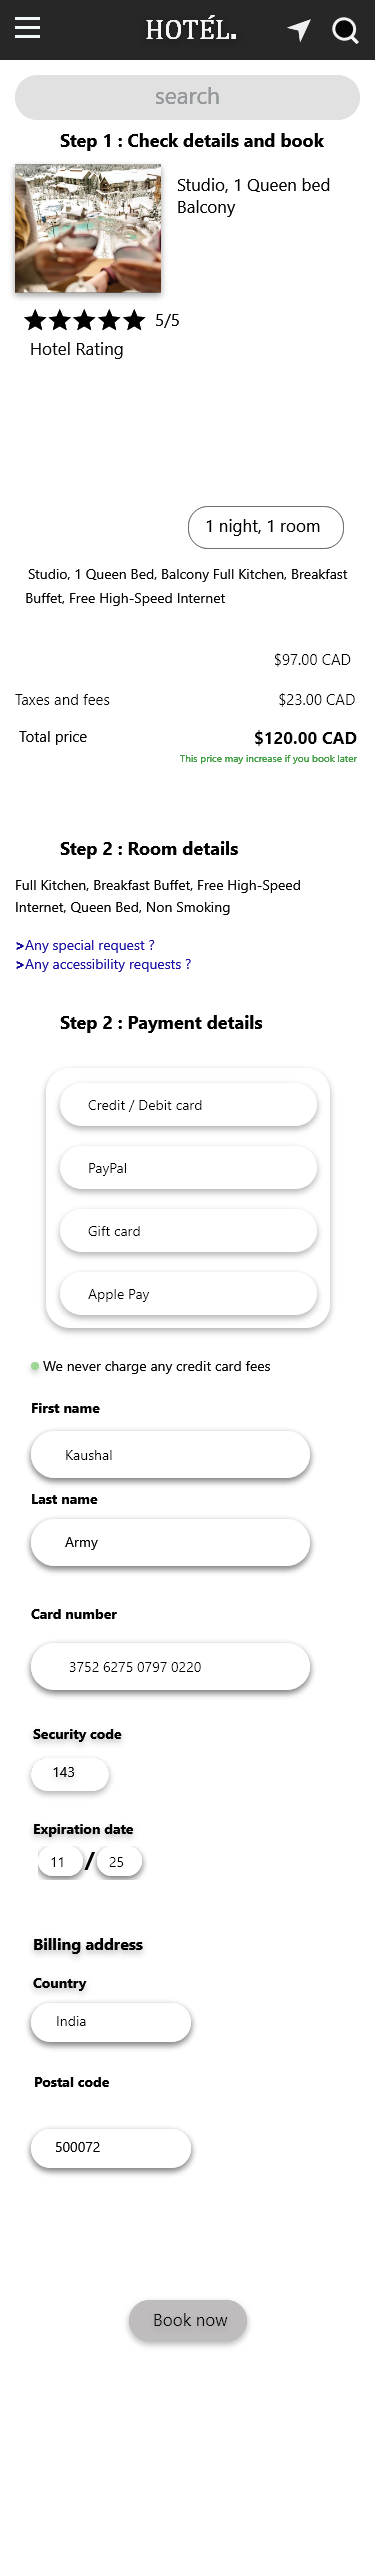 HOTÉL.
search
Step 1 : Check details and book
Studio, 1 Queen bed
Balcony
5/5
Hotel Rating
1 night, 1 room
Studio, 1 Queen Bed, Balcony Full Kitchen, Breakfast
Buffet, Free High-Speed Internet
$97.00 CAD
Taxes and fees $23.00 CAD
Total price $120.00 CAD
This price may increase if you book later
Step 2 : Room details
Full Kitchen, Breakfast Buffet, Free High-Speed
Internet, Queen Bed, Non Smoking
>Any special request ?
>Any accessibility requests ?
Step 2 : Payment details
Credit / Debit card
PayPal
Gift card
Apple Pay
We never charge any credit card fees
First name
Kaushal
Last name
Army
Card number
3752 6275 0797 0220
Security code
143
Expiration date
11 / 25
Billing address
Country
India
Postal code
500072
Book now